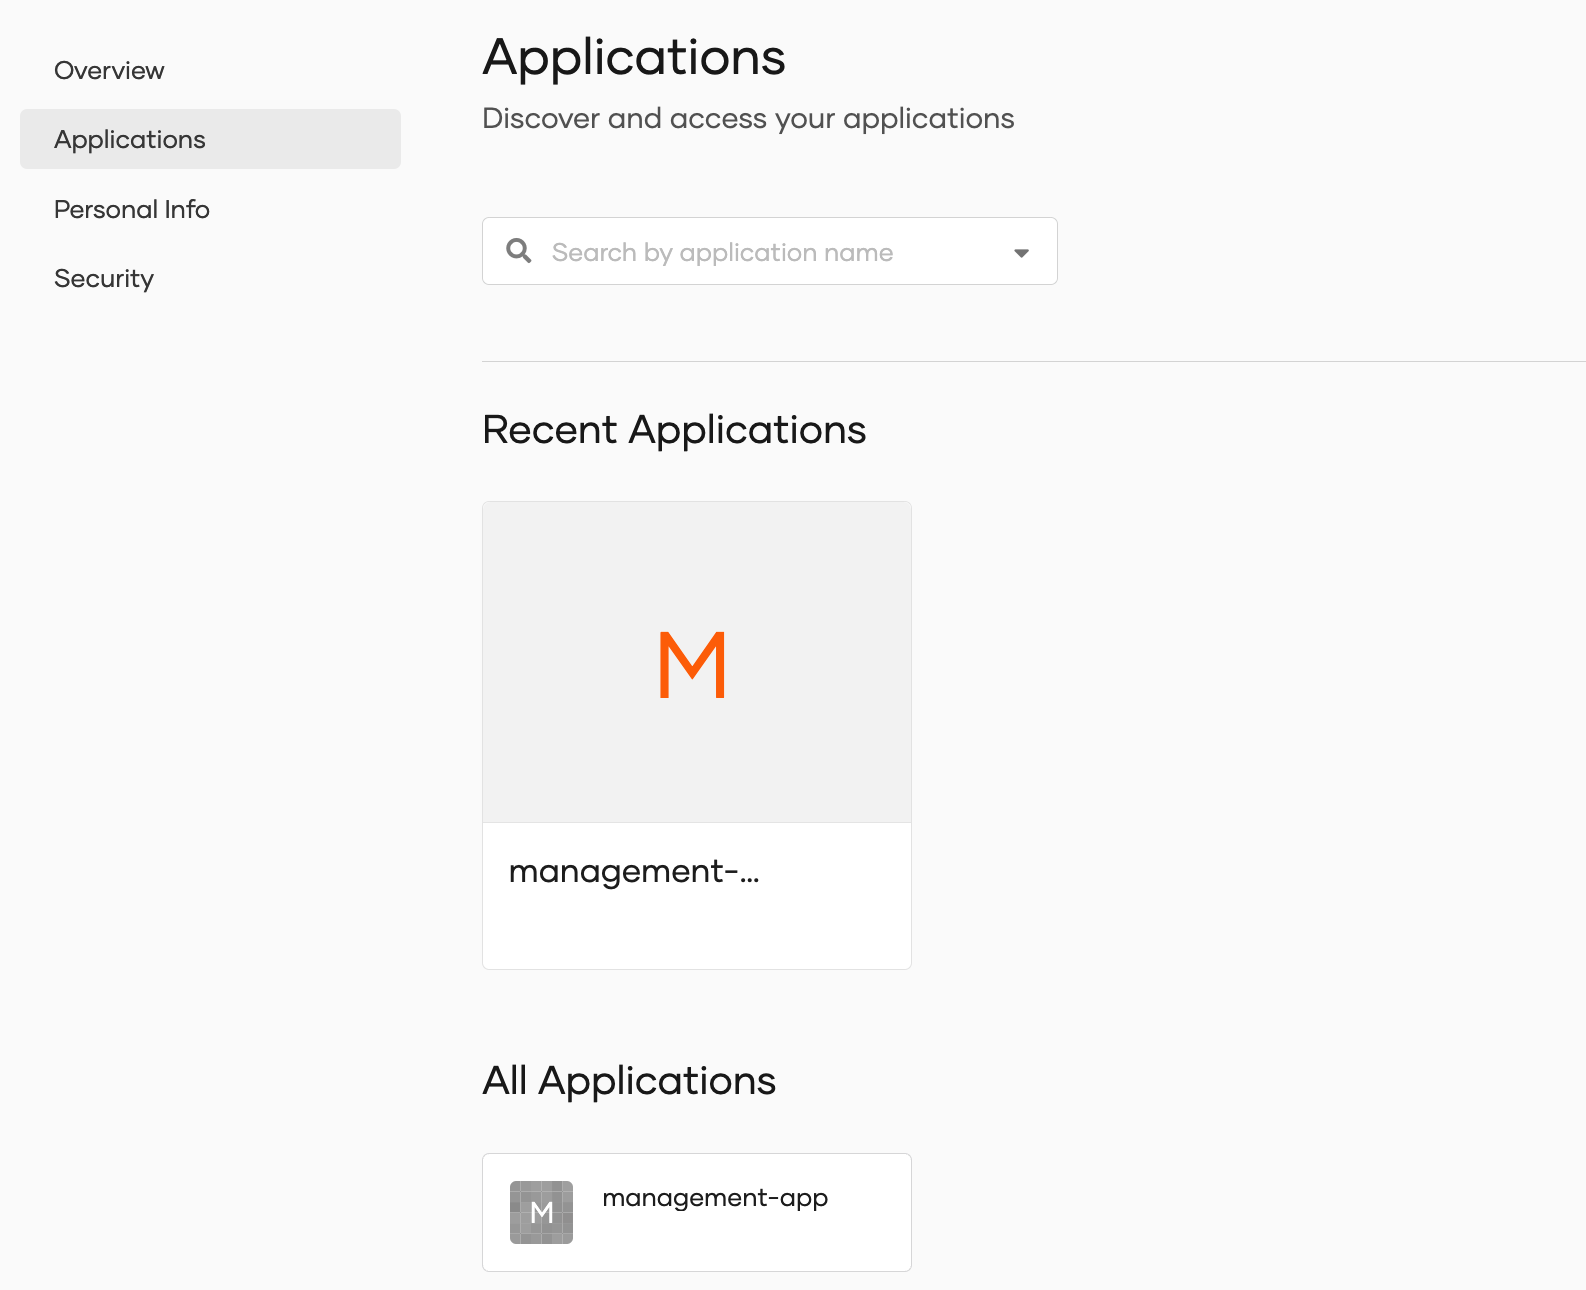 Overview
Applications
Personal Info
Security
Applications
Discover and access your applications
Search by application name
Recent Applications
M
management-...
All Applications
M
management-app